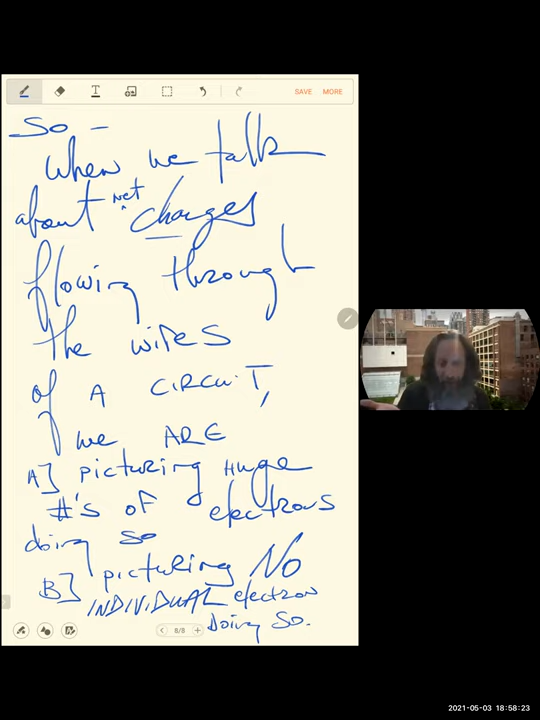 SAVE MORE
So -
when we talk
about net charges
flowing through
the wires
of A CIRCUIT,
we ARE
A] picturing HUGE
#'s OF electrons
doing so
B] picturing NO
INDIVIDUAL electron
doing so.
8/8
2021-05-03 18:58:23